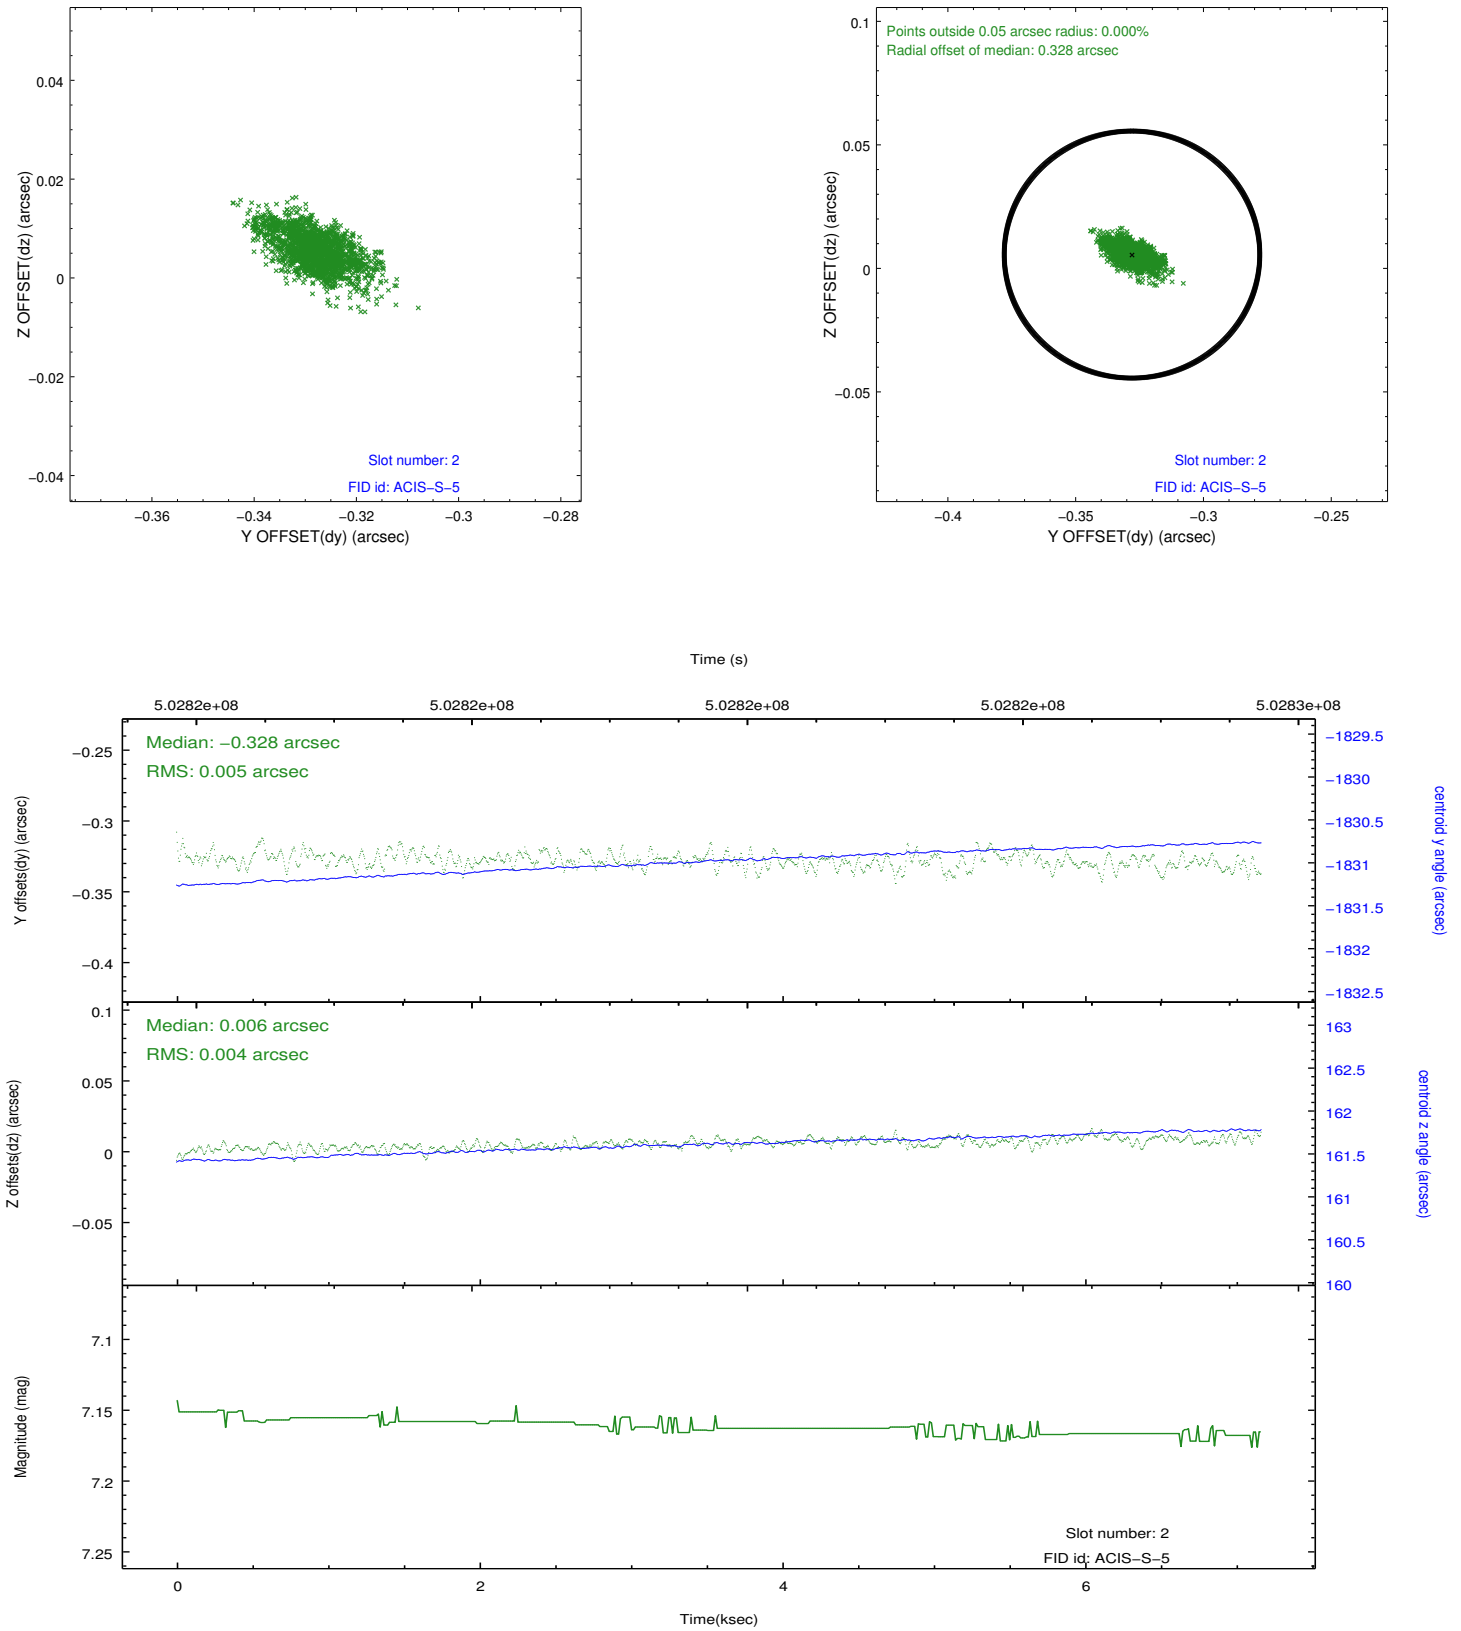 0.04
0.02
0
−0.02
−0.04
Z OFFSET(dz) (arcsec)
Slot number: 2
FID id: ACIS−S−5
−0.36
−0.34
−0.32
−0.3
−0.28
Y OFFSET(dy) (arcsec)
Points outside 0.05 arcsec radius: 0.000%
Radial offset of median: 0.328 arcsec
0.1
0.05
0
−0.05
Z OFFSET(dz) (arcsec)
Slot number: 2
FID id: ACIS−S−5
−0.4
−0.35
−0.3
−0.25
Y OFFSET(dy) (arcsec)
Time (s)
5.0282e+08
5.0282e+08
5.0282e+08
5.0282e+08
5.0283e+08
Median: −0.328 arcsec
RMS: 0.005 arcsec
−0.25
−0.3
−0.35
−0.4
Y offsets(dy) (arcsec)
−1829.5
−1830
−1830.5
−1831
−1831.5
−1832
−1832.5
centroid y angle (arcsec)
Median: 0.006 arcsec
RMS: 0.004 arcsec
0.1
0.05
0
−0.05
Z offsets(dz) (arcsec)
163
162.5
162
161.5
161
160.5
160
centroid z angle (arcsec)
7.1
7.15
7.2
7.25
Magnitude (mag)
Slot number: 2
FID id: ACIS−S−5
0
2
4
6
Time(ksec)